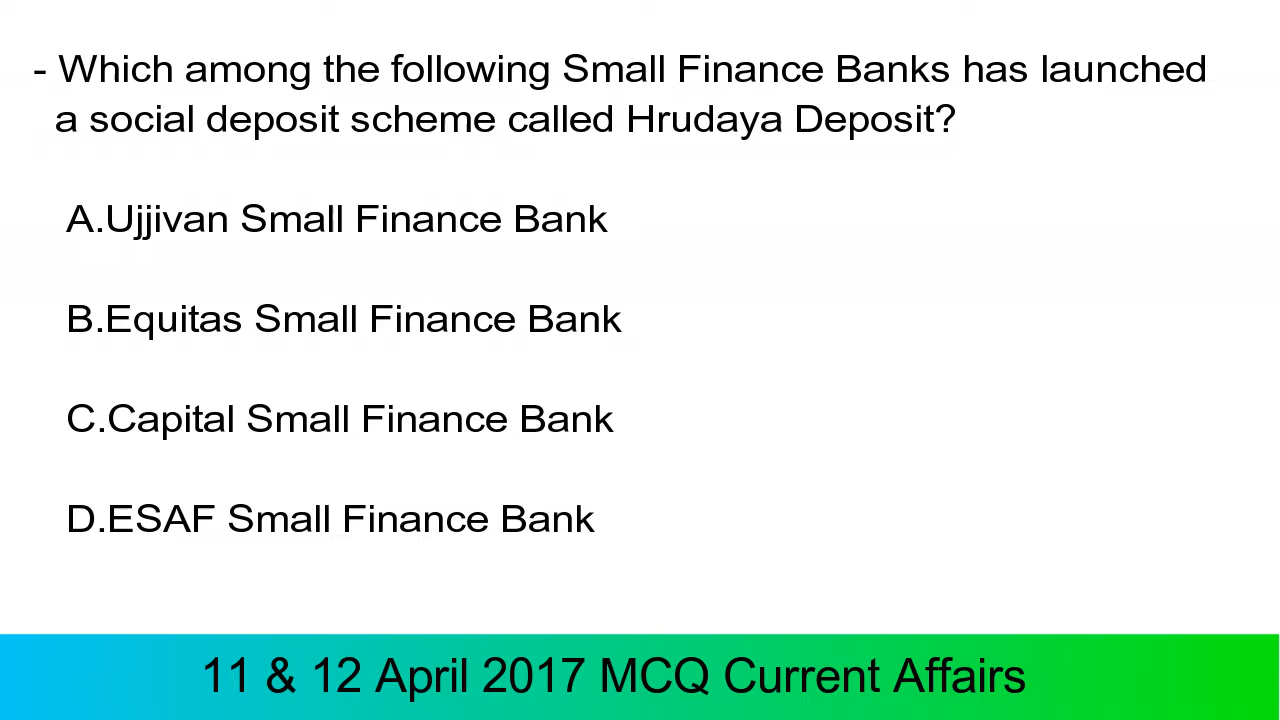 - Which among the following Small Finance Banks has launched
a social deposit scheme called Hrudaya Deposit?
A.Ujjivan Small Finance Bank
B.Equitas Small Finance Bank
C.Capital Small Finance Bank
D.ESAF Small Finance Bank
11 & 12 April 2017 MCQ Current Affairs